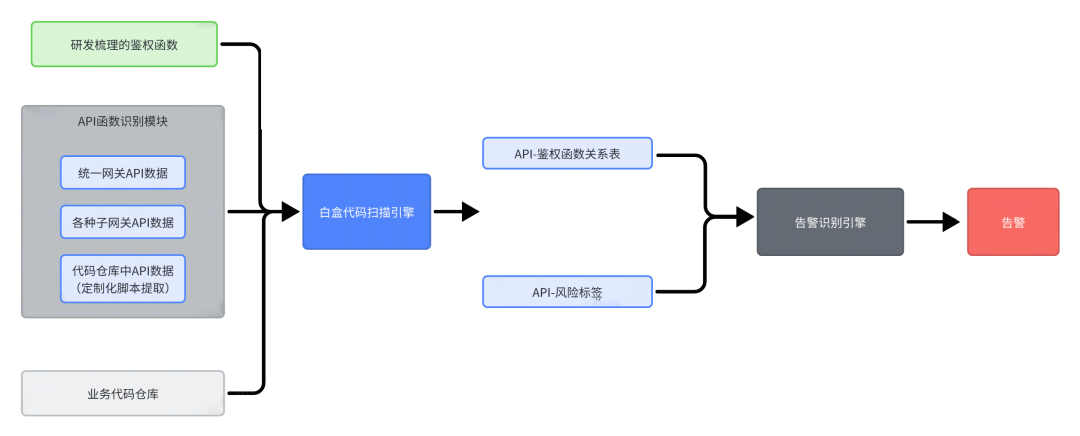 研发梳理的鉴权函数
API函数识别模块
统一网关API数据
各种子网关API数据
代码仓库中API数据
（定制化脚本提取）
业务代码仓库
白盒代码扫描引擎
API-鉴权函数关系表
API-风险标签
告警识别引擎
告警